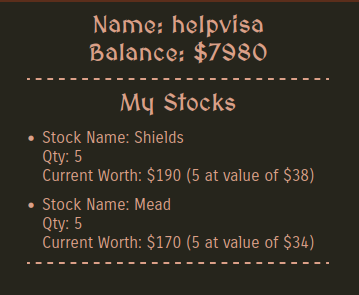 Name: helpvisa
Balance: $7980
My Stocks
• Stock Name: Shields
Qty: 5
Current Worth: $190 (5 at value of $38)
• Stock Name: Mead
Qty: 5
Current Worth: $170 (5 at value of $34)